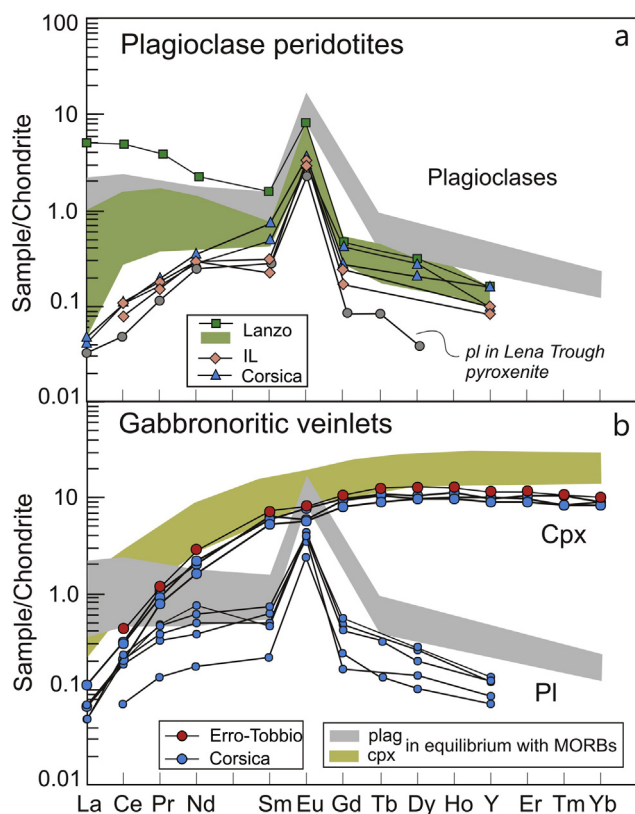 a
Plagioclase peridotites
100
10
1.0
0.1
0.01
Sample/Chondrite
Plagioclases
Lanzo
IL
Corsica
pl in Lena Trough
pyroxenite
b
Gabbronoritic veinlets
10
1.0
0.1
0.01
Sample/Chondrite
Cpx
Pl
Erro-Tobbio
Corsica
plag
cpx
in equilibrium with MORBs
La Ce Pr Nd Sm Eu Gd Tb Dy Ho Y Er Tm Yb